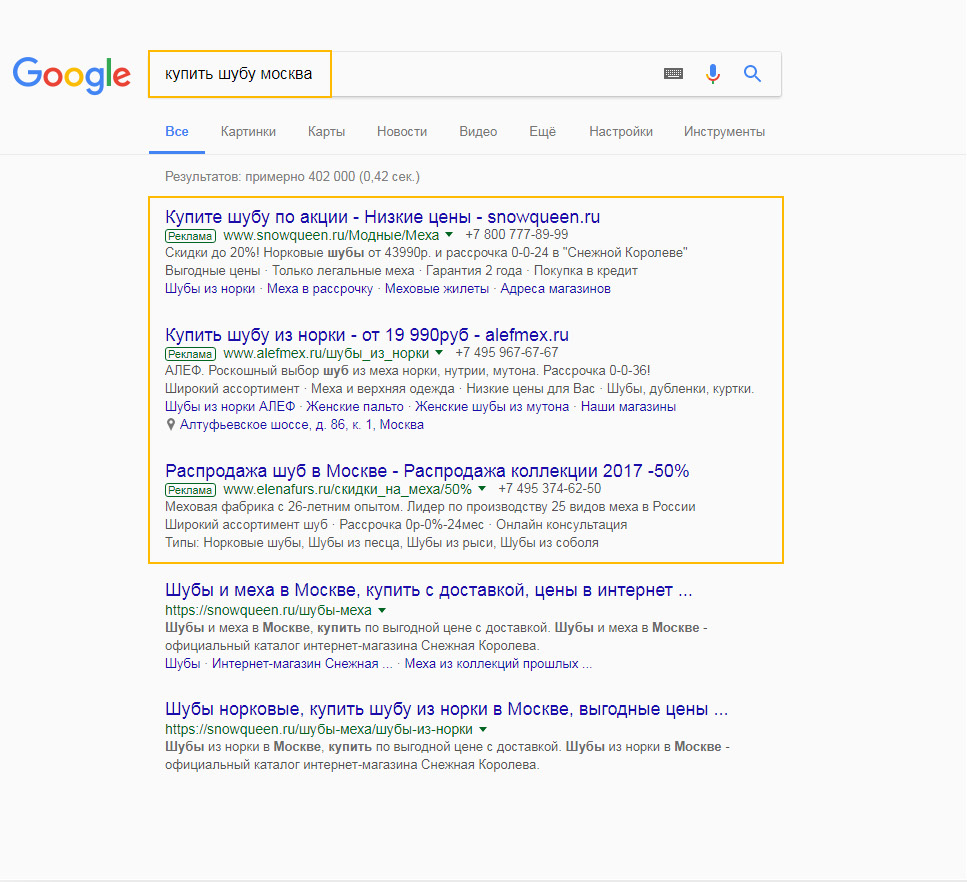 Google
купить шубу москва
Все Картинки Карты Новости Видео Ещё Настройки Инструменты
Результатов: примерно 402 000 (0,42 сек.)
Купите шубу по акции - Низкие цены - snowqueen.ru
Реклама www.snowqueen.ru/Модные/Меха +7 800 777-89-99
Скидки до 20%! Норковые шубы от 43990р. и рассрочка 0-0-24 в "Снежной Королеве"
Выгодные цены · Только легальные меха · Гарантия 2 года · Покупка в кредит
Шубы из норки · Меха в рассрочку · Меховые жилеты · Адреса магазинов
Купить шубу из норки - от 19 990руб - alefmex.ru
Реклама www.alefmex.ru/шубы_из_норки +7 495 967-67-67
АЛЕФ. Роскошный выбор шуб из меха норки, нутрии, мутона. Рассрочка 0-0-36!
Широкий ассортимент · Меха и верхняя одежда · Низкие цены для Вас · Шубы, дубленки, куртки.
Шубы из норки АЛЕФ · Женские пальто · Женские шубы из мутона · Наши магазины
Алтуфьевское шоссе, д. 86, к. 1, Москва
Распродажа шуб в Москве - Распродажа коллекции 2017 -50%
Реклама www.elenafurs.ru/скидки_на_меха/50% +7 495 374-62-50
Меховая фабрика с 26-летним опытом. Лидер по производству 25 видов меха в России
Широкий ассортимент шуб · Рассрочка 0р-0%-24мес · Онлайн консультация
Типы: Норковые шубы, Шубы из песца, Шубы из рыси, Шубы из соболя
Шубы и меха в Москве, купить с доставкой, цены в интернет ...
https://snowqueen.ru/шубы-меха
Шубы и меха в Москве, купить по выгодной цене с доставкой. Шубы и меха в Москве -
официальный каталог интернет-магазина Снежная Королева.
Шубы · Интернет-магазин Снежная ... · Меха из коллекций прошлых ...
Шубы норковые, купить шубу из норки в Москве, выгодные цены ...
https://snowqueen.ru/шубы-меха/шубы-из-норки
Шубы из норки в Москве, купить по выгодной цене с доставкой. Шубы из норки в Москве -
официальный каталог интернет-магазина Снежная Королева.